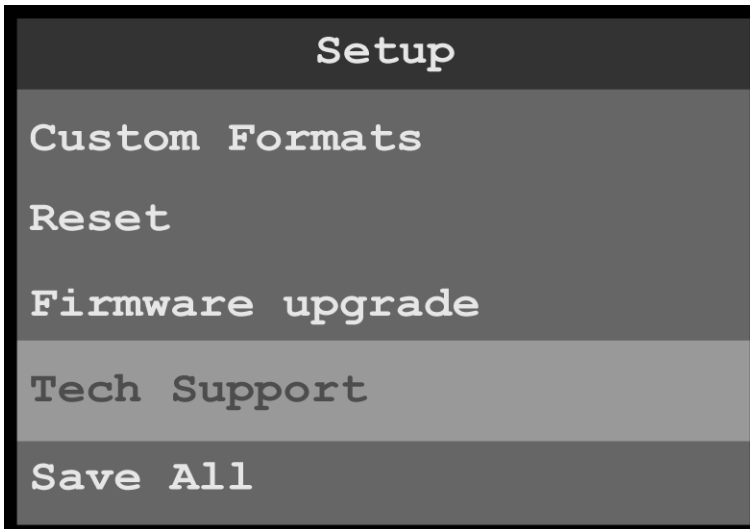 Setup
Custom Formats
Reset
Firmware upgrade
Tech Support
Save All